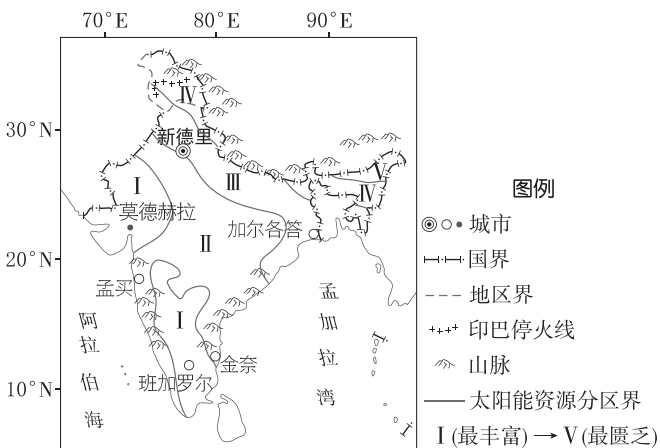 70°E 80°E 90°E
30°N
20°N
10°N
Ⅳ
新德里
Ⅲ
Ⅴ
Ⅳ
Ⅰ
莫德赫拉
加尔各答
Ⅱ
孟买
Ⅰ
金奈
班加罗尔
阿拉伯海
孟加拉湾
Ⅰ
Ⅰ
图例
城市
国界
地区界
印巴停火线
山脉
太阳能资源分区界
Ⅰ(最丰富)→Ⅴ(最匮乏)